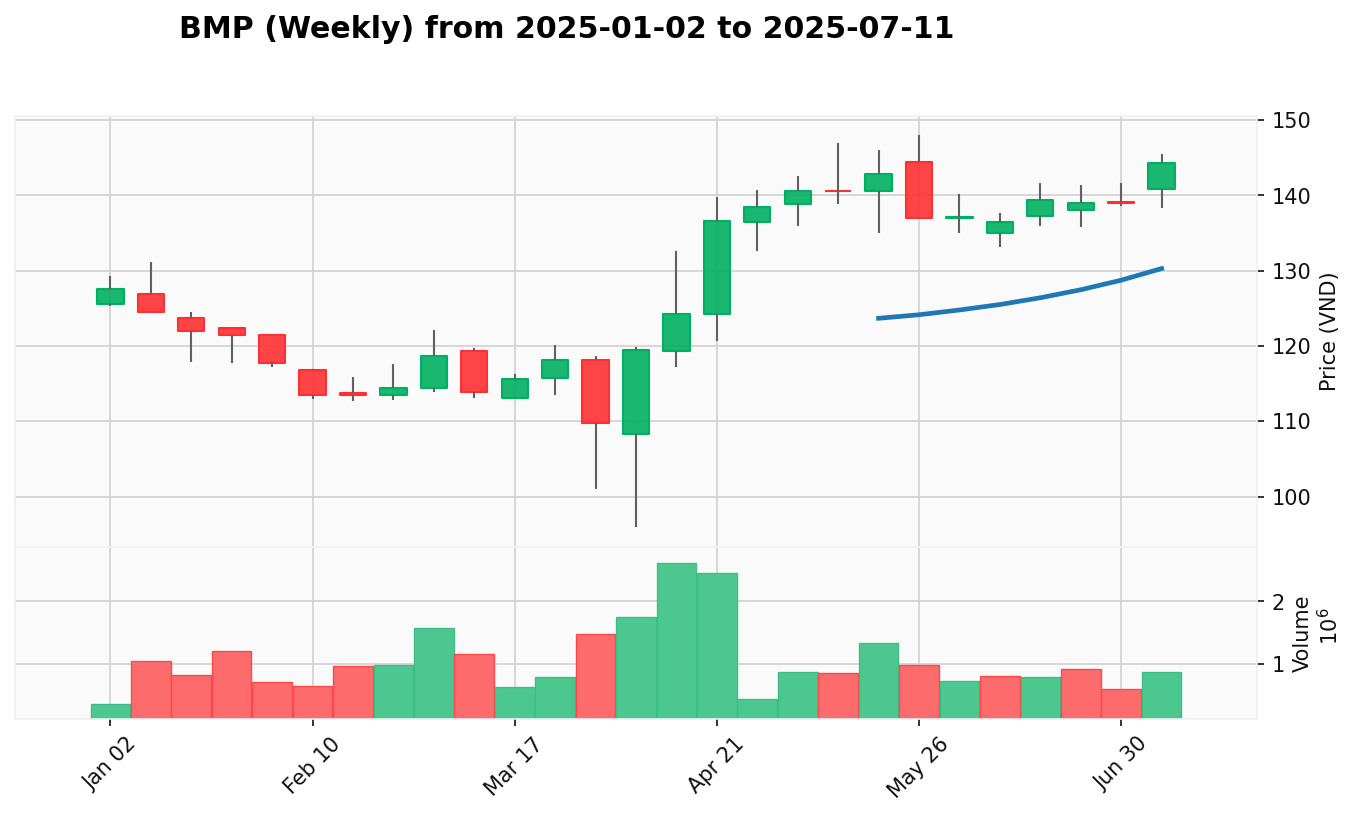 BMP (Weekly) from 2025-01-02 to 2025-07-11
150
140
130
120
110
100
Price (VND)
2
1
Volume
10⁶
Jan 02
Feb 10
Mar 17
Apr 21
May 26
Jun 30